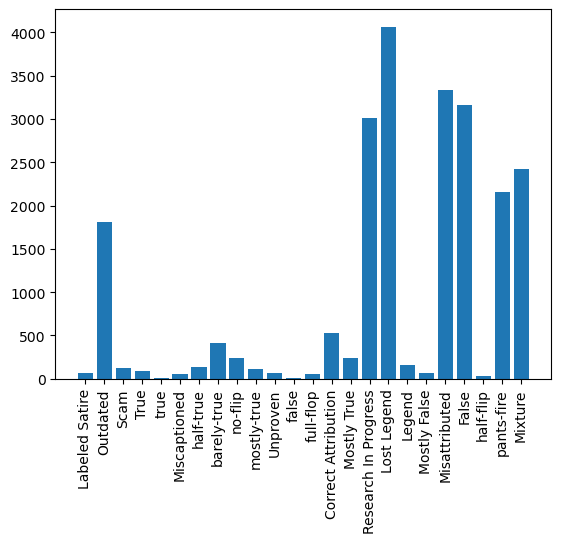 4000
3500
3000
2500
2000
1500
1000
500
0
Labeled Satire
Outdated
Scam
True
true
Miscaptioned
half-true
barely-true
no-flip
mostly-true
Unproven
false
full-flop
Correct Attribution
Mostly True
Research In Progress
Lost Legend
Legend
Mostly False
Misattributed
False
half-flip
pants-fire
Mixture